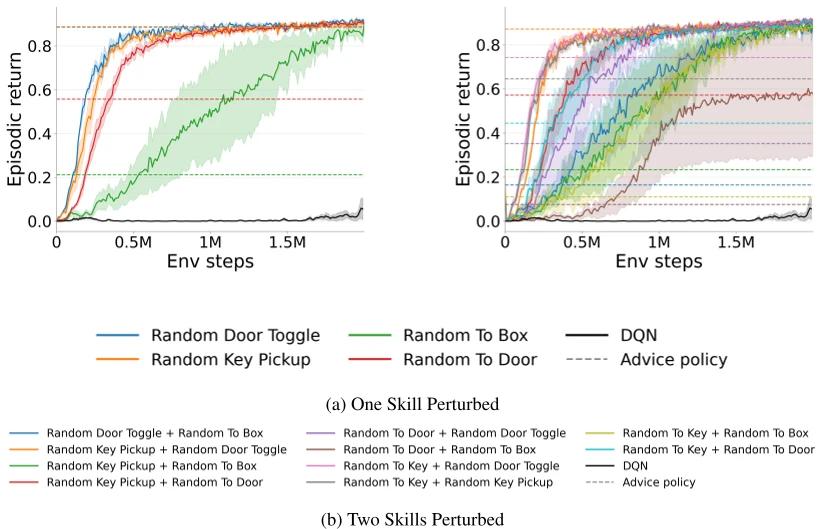 Episodic return
0.8
0.6
0.4
0.2
0.0
0
0.5M
1M
1.5M
Env steps
Episodic return
0.8
0.6
0.4
0.2
0.0
0
0.5M
1M
1.5M
Env steps
Random Door Toggle
Random To Box
DQN
Random Key Pickup
Random To Door
Advice policy
(a) One Skill Perturbed
Random Door Toggle + Random To Box
Random Key Pickup + Random Door Toggle
Random Key Pickup + Random To Box
Random Key Pickup + Random To Door
Random To Door + Random Door Toggle
Random To Door + Random To Box
Random To Key + Random Door Toggle
Random To Key + Random Key Pickup
Random To Key + Random To Box
Random To Key + Random To Door
DQN
Advice policy
(b) Two Skills Perturbed